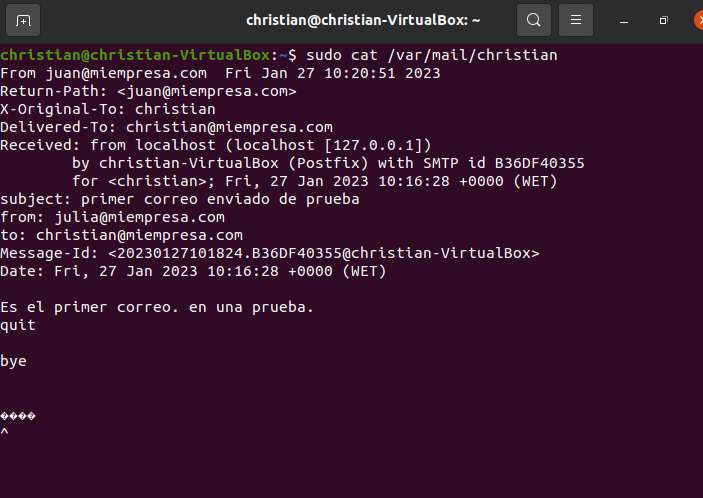 christian@christian-VirtualBox: ~
christian@christian-VirtualBox:~$ sudo cat /var/mail/christian
From juan@miempresa.com  Fri Jan 27 10:20:51 2023
Return-Path: <juan@miempresa.com>
X-Original-To: christian
Delivered-To: christian@miempresa.com
Received: from localhost (localhost [127.0.0.1])
        by christian-VirtualBox (Postfix) with SMTP id B36DF40355
        for <christian>; Fri, 27 Jan 2023 10:16:28 +0000 (WET)
subject: primer correo enviado de prueba
from: julia@miempresa.com
to: christian@miempresa.com
Message-Id: <20230127101824.B36DF40355@christian-VirtualBox>
Date: Fri, 27 Jan 2023 10:16:28 +0000 (WET)
Es el primer correo. en una prueba.
quit
bye
����
^